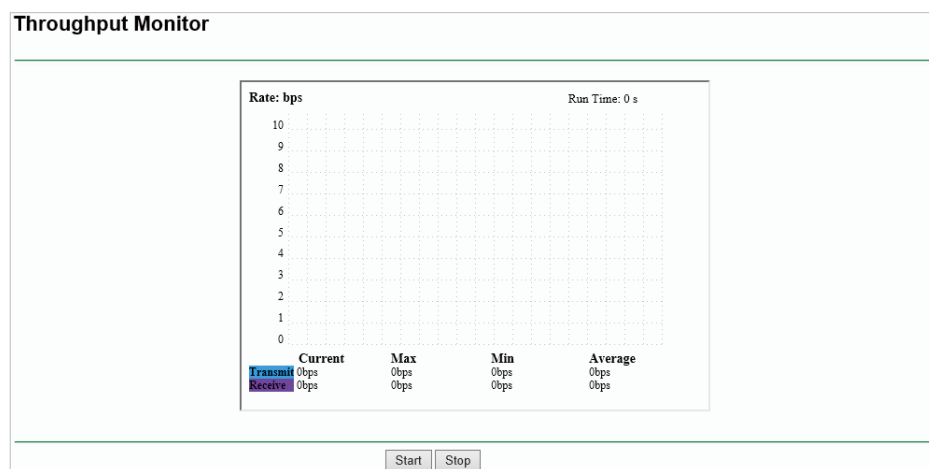 Throughput Monitor
Rate: bps Run Time: 0 s
10
9
8
7
6
5
4
3
2
1
0
Current Max Min Average
Transmit 0bps 0bps 0bps 0bps
Receive 0bps 0bps 0bps 0bps
Start Stop